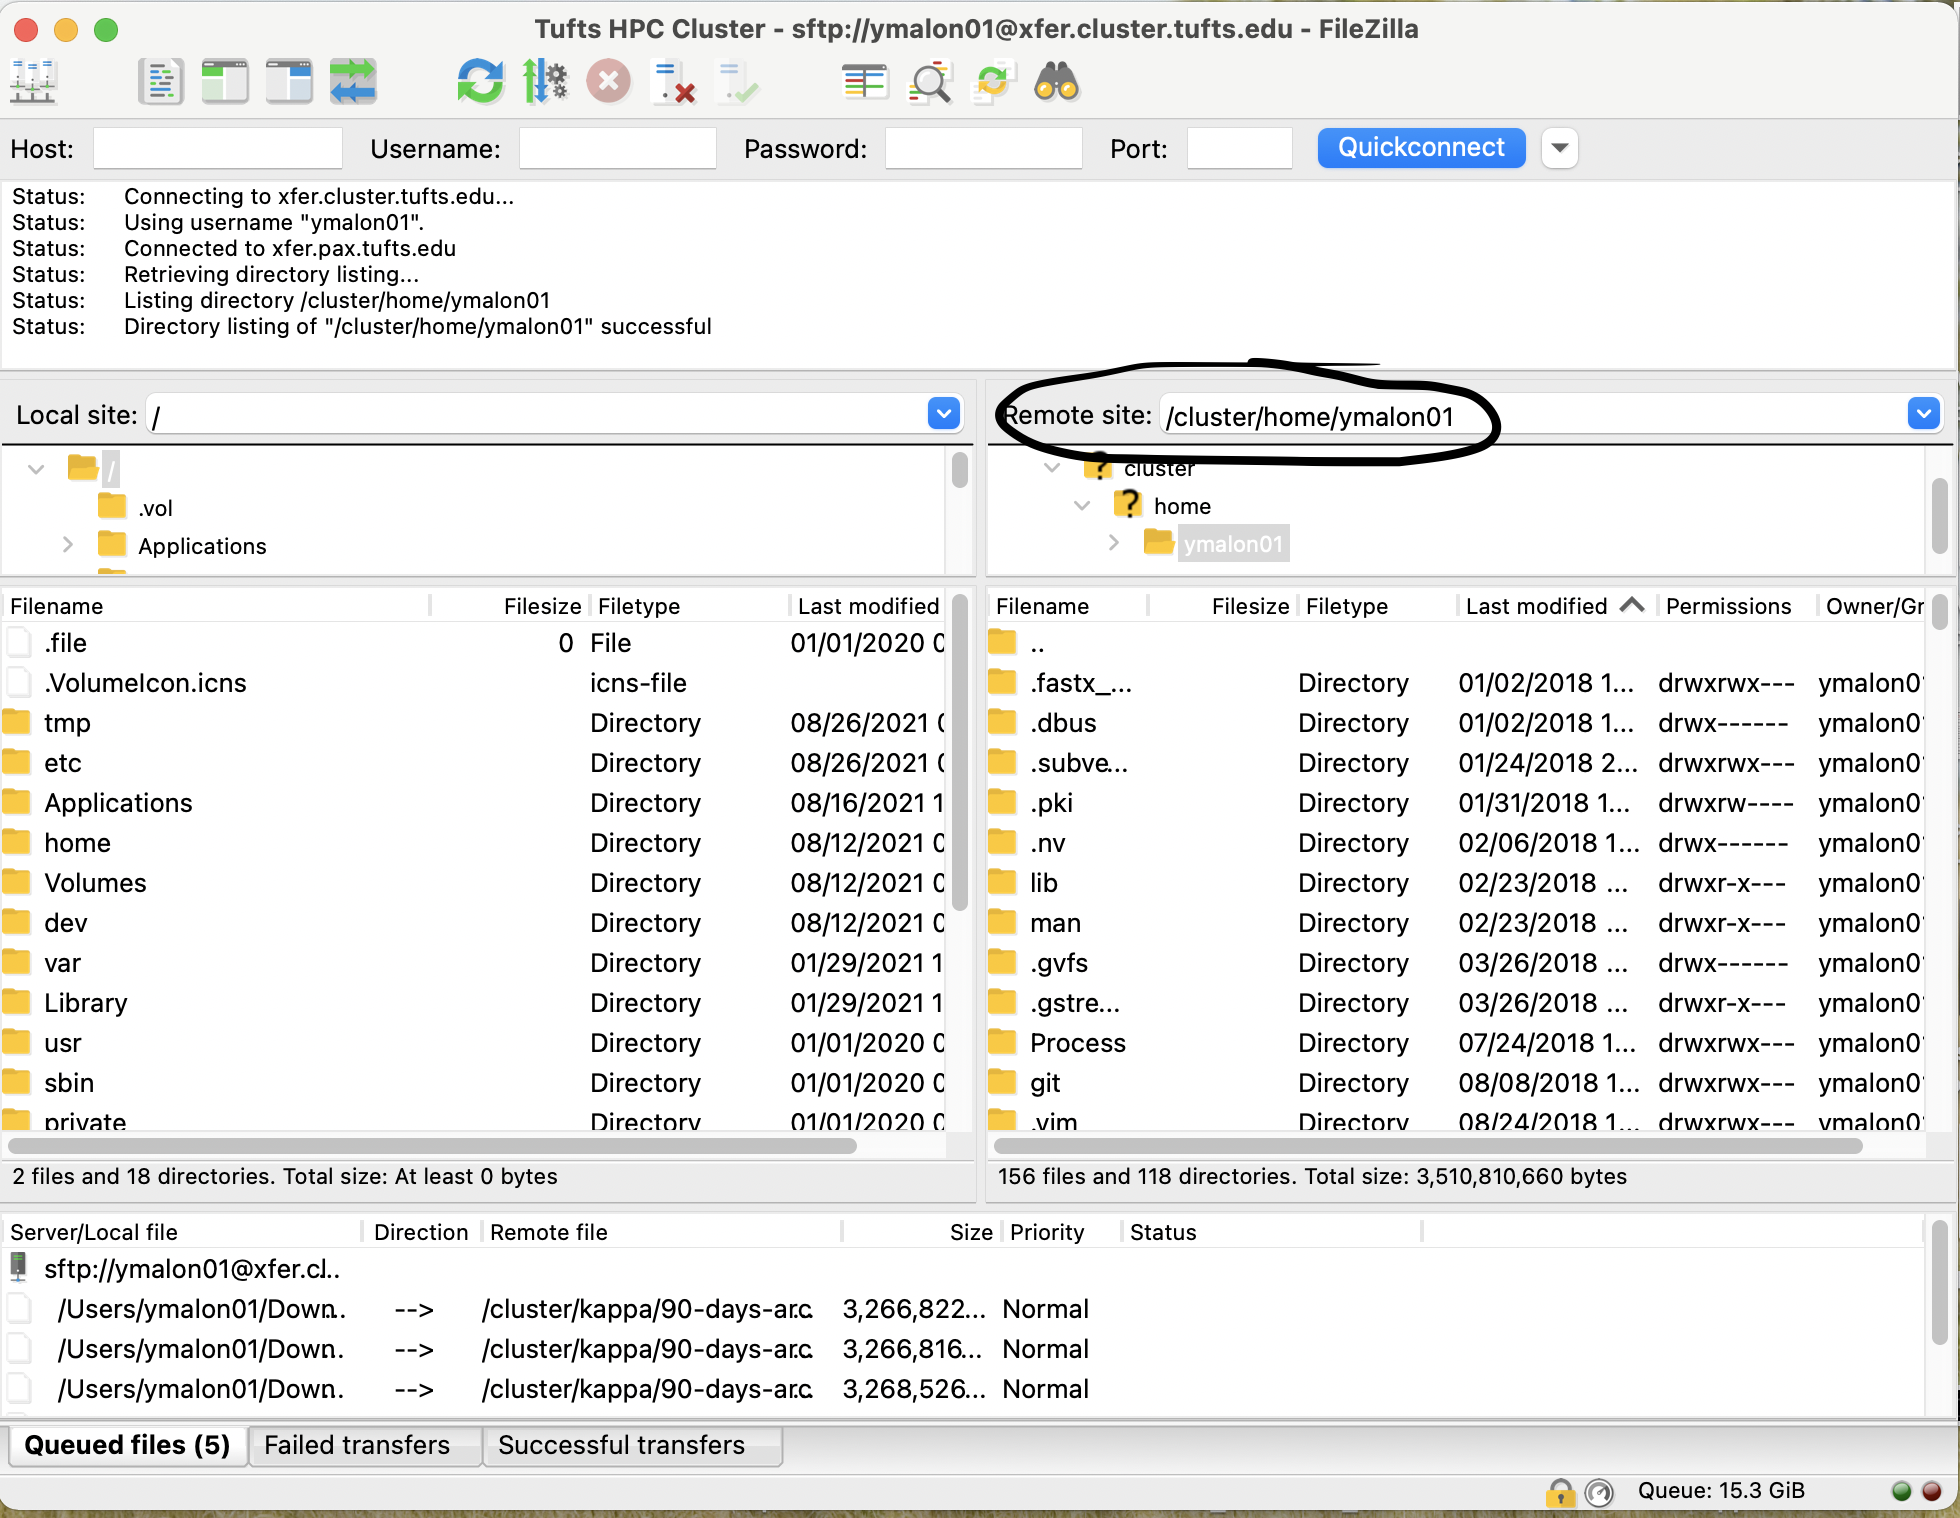 Tufts HPC Cluster - sftp://ymalon01@xfer.cluster.tufts.edu - FileZilla
Host: Username: Password: Port: Quickconnect
Status: Connecting to xfer.cluster.tufts.edu...
Status: Using username "ymalon01".
Status: Connected to xfer.pax.tufts.edu
Status: Retrieving directory listing...
Status: Listing directory /cluster/home/ymalon01
Status: Directory listing of "/cluster/home/ymalon01" successful
Local site: /
/
.vol
Applications
Filename Filesize Filetype Last modified
.file 0 File 01/01/2020 0
.VolumeIcon.icns icns-file
tmp Directory 08/26/2021 0
etc Directory 08/26/2021 0
Applications Directory 08/16/2021 1
home Directory 08/12/2021 0
Volumes Directory 08/12/2021 0
dev Directory 08/12/2021 0
var Directory 01/29/2021 1
Library Directory 01/29/2021 1
usr Directory 01/01/2020 0
sbin Directory 01/01/2020 0
private Directory 01/01/2020 0
2 files and 18 directories. Total size: At least 0 bytes
Remote site: /cluster/home/ymalon01
? cluster
? home
ymalon01
Filename Filesize Filetype Last modified Permissions Owner/Gr
..
.fastx_... Directory 01/02/2018 1... drwxrwx--- ymalon0
.dbus Directory 01/02/2018 1... drwx------ ymalon0
.subve... Directory 01/24/2018 2... drwxrwx--- ymalon0
.pki Directory 01/31/2018 1... drwxrw---- ymalon0
.nv Directory 02/06/2018 1... drwx------ ymalon0
lib Directory 02/23/2018 ... drwxr-x--- ymalon0
man Directory 02/23/2018 ... drwxr-x--- ymalon0
.gvfs Directory 03/26/2018 ... drwx------ ymalon0
.gstre... Directory 03/26/2018 ... drwxr-x--- ymalon0
Process Directory 07/24/2018 1... drwxrwx--- ymalon0
git Directory 08/08/2018 1... drwxrwx--- ymalon0
.vim Directory 08/24/2018 1... drwxrwx--- ymalon0
156 files and 118 directories. Total size: 3,510,810,660 bytes
Server/Local file Direction Remote file Size Priority Status
sftp://ymalon01@xfer.cl...
/Users/ymalon01/Down... --> /cluster/kappa/90-days-arc... 3,266,822... Normal
/Users/ymalon01/Down... --> /cluster/kappa/90-days-arc... 3,266,816... Normal
/Users/ymalon01/Down... --> /cluster/kappa/90-days-arc... 3,268,526... Normal
Queued files (5) Failed transfers Successful transfers
Queue: 15.3 GiB